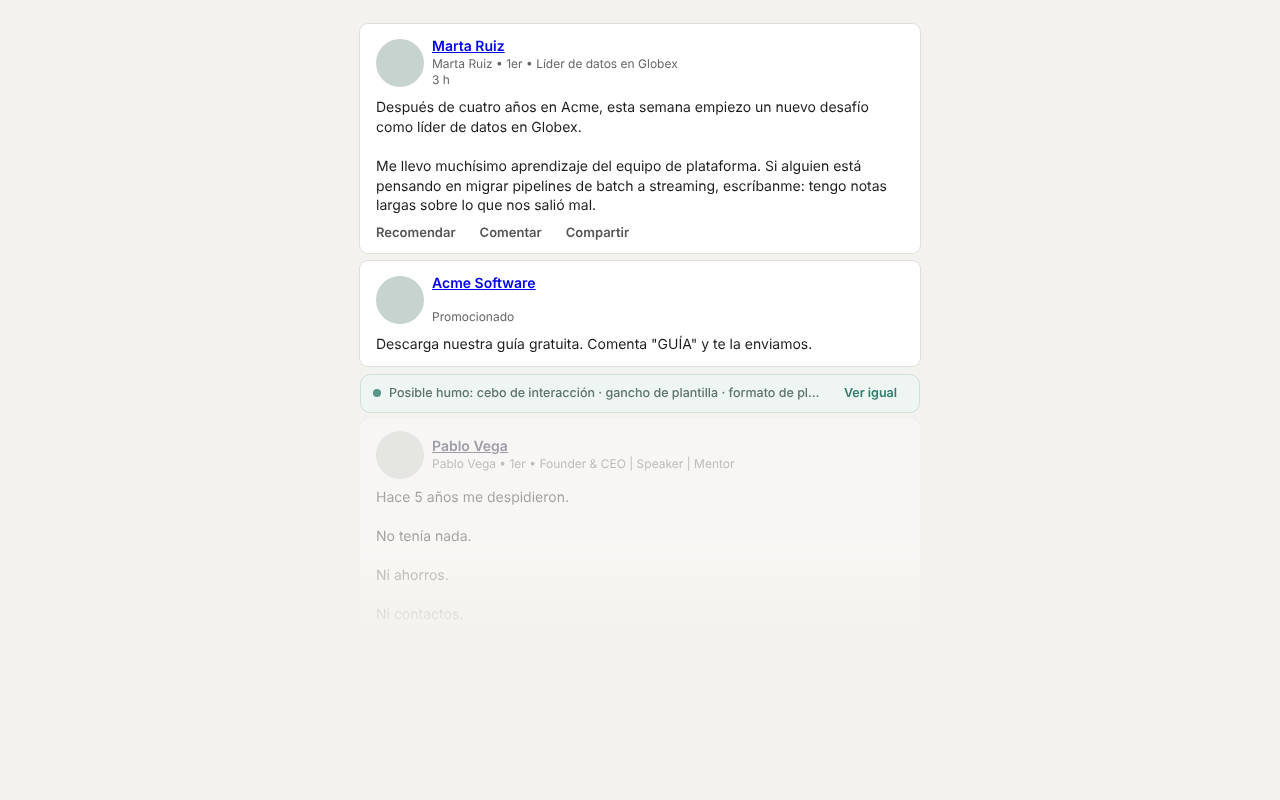 Marta Ruiz
Marta Ruiz • 1er • Líder de datos en Globex
3 h
Después de cuatro años en Acme, esta semana empiezo un nuevo desafío
como líder de datos en Globex.
Me llevo muchísimo aprendizaje del equipo de plataforma. Si alguien está
pensando en migrar pipelines de batch a streaming, escríbanme: tengo notas
largas sobre lo que nos salió mal.
Recomendar Comentar Compartir
Acme Software
Promocionado
Descarga nuestra guía gratuita. Comenta "GUÍA" y te la enviamos.
Posible humo: cebo de interacción · gancho de plantilla · formato de pl... Ver igual
Pablo Vega
Pablo Vega • 1er • Founder & CEO | Speaker | Mentor
Hace 5 años me despidieron.
No tenía nada.
Ni ahorros.
Ni contactos.